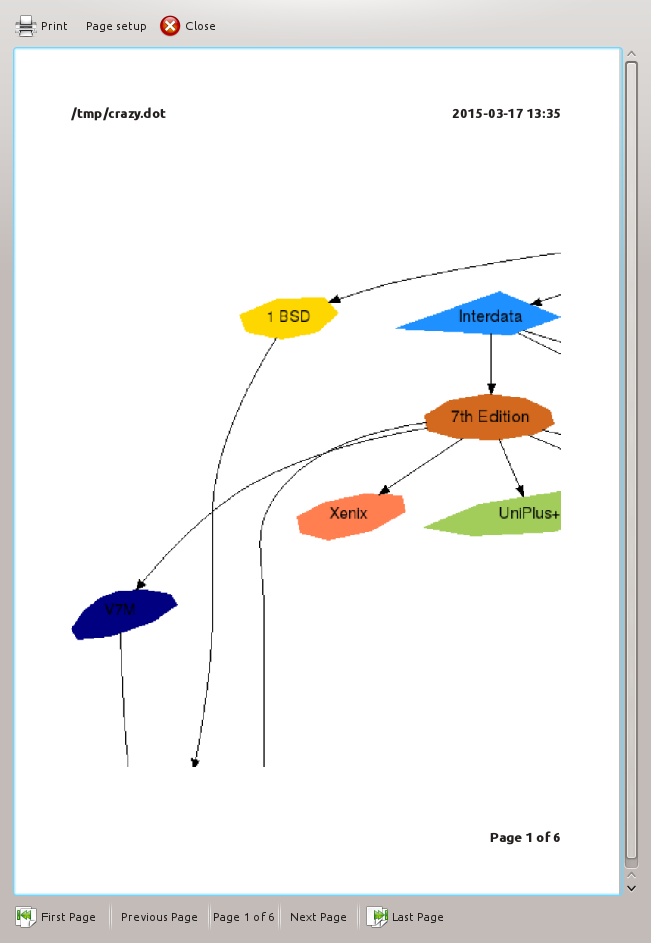 Print Page setup Close
/tmp/crazy.dot 2015-03-17 13:35
1 BSD Interdata
7th Edition
Xenix UniPlus+
V7M
Page 1 of 6
First Page Previous Page Page 1 of 6 Next Page Last Page